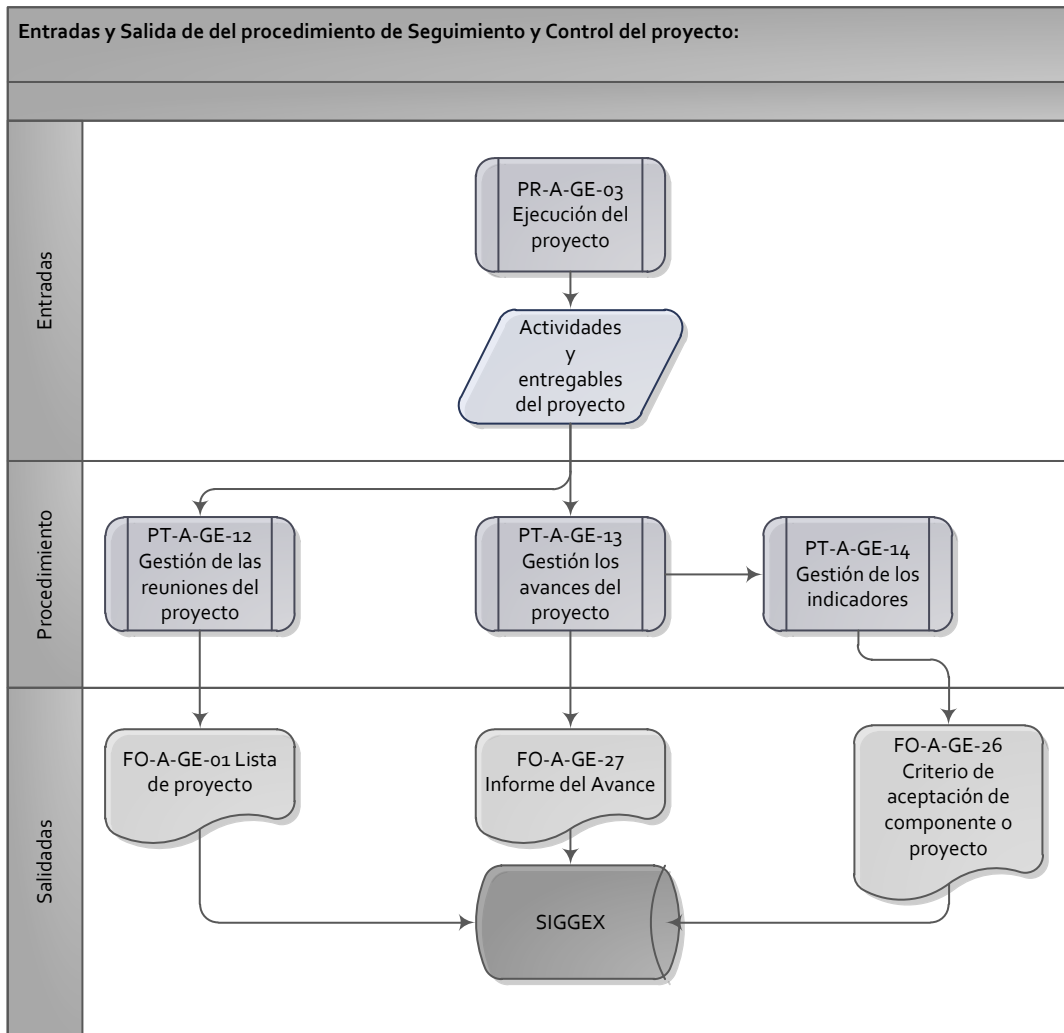 Entradas y Salida de del procedimiento de Seguimiento y Control del proyecto:
Entradas
PR-A-GE-03
Ejecución del
proyecto
Actividades
y
entregables
del proyecto
Procedimiento
PT-A-GE-12
Gestión de las
reuniones del
proyecto
PT-A-GE-13
Gestión los
avances del
proyecto
PT-A-GE-14
Gestión de los
indicadores
Salidadas
FO-A-GE-01 Lista
de proyecto
FO-A-GE-27
Informe del Avance
FO-A-GE-26
Criterio de
aceptación de
componente o
proyecto
SIGGEX